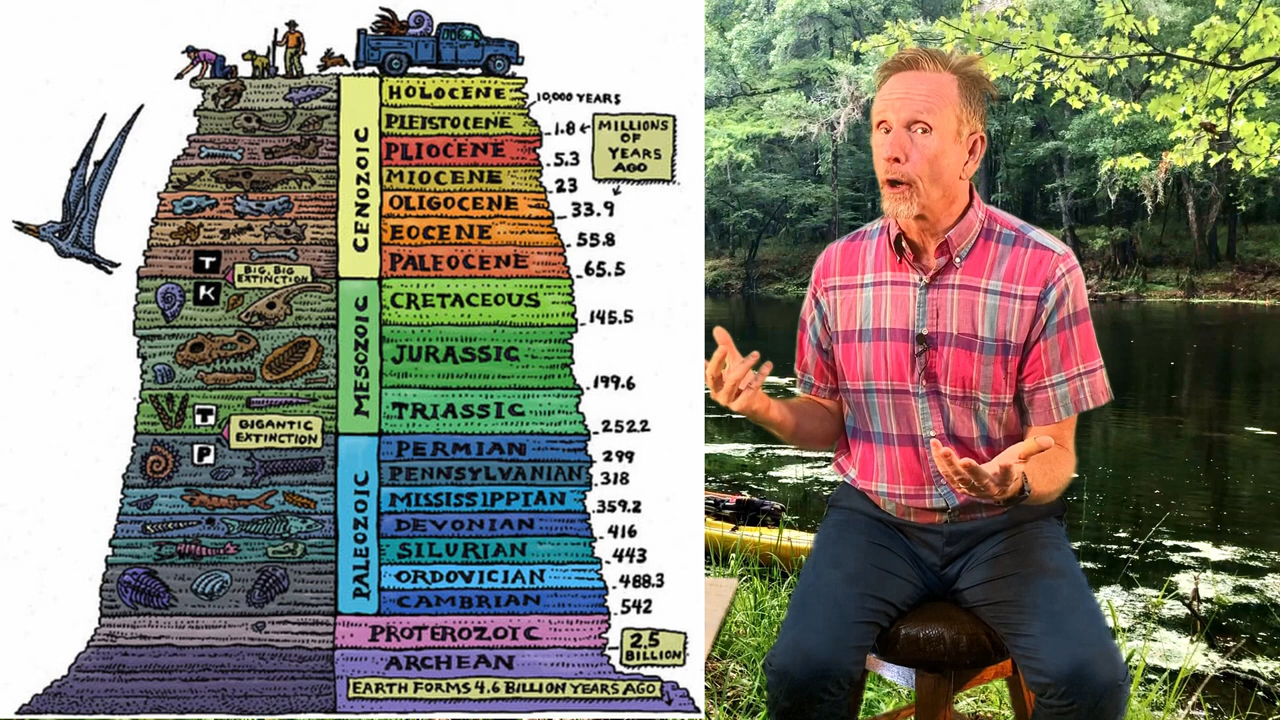 HOLOCENE
10,000 YEARS
PLEISTOCENE
1.8
MILLIONS
OF
YEARS
AGO
PLIOCENE
5.3
MIOCENE
23
OLIGOCENE
33.9
EOCENE
55.8
PALEOCENE
65.5
CENOZOIC
T
BIG, BIG
EXTINCTION
K
CRETACEOUS
145.5
JURASSIC
199.6
MESOZOIC
TRIASSIC
252.2
T
GIGANTIC
EXTINCTION
P
PERMIAN
299
PENNSYLVANIAN
318
MISSISSIPPIAN
359.2
DEVONIAN
416
SILURIAN
443
ORDOVICIAN
488.3
CAMBRIAN
542
PALEOZOIC
PROTEROZOIC
2.5
BILLION
ARCHEAN
EARTH FORMS 4.6 BILLION YEARS AGO